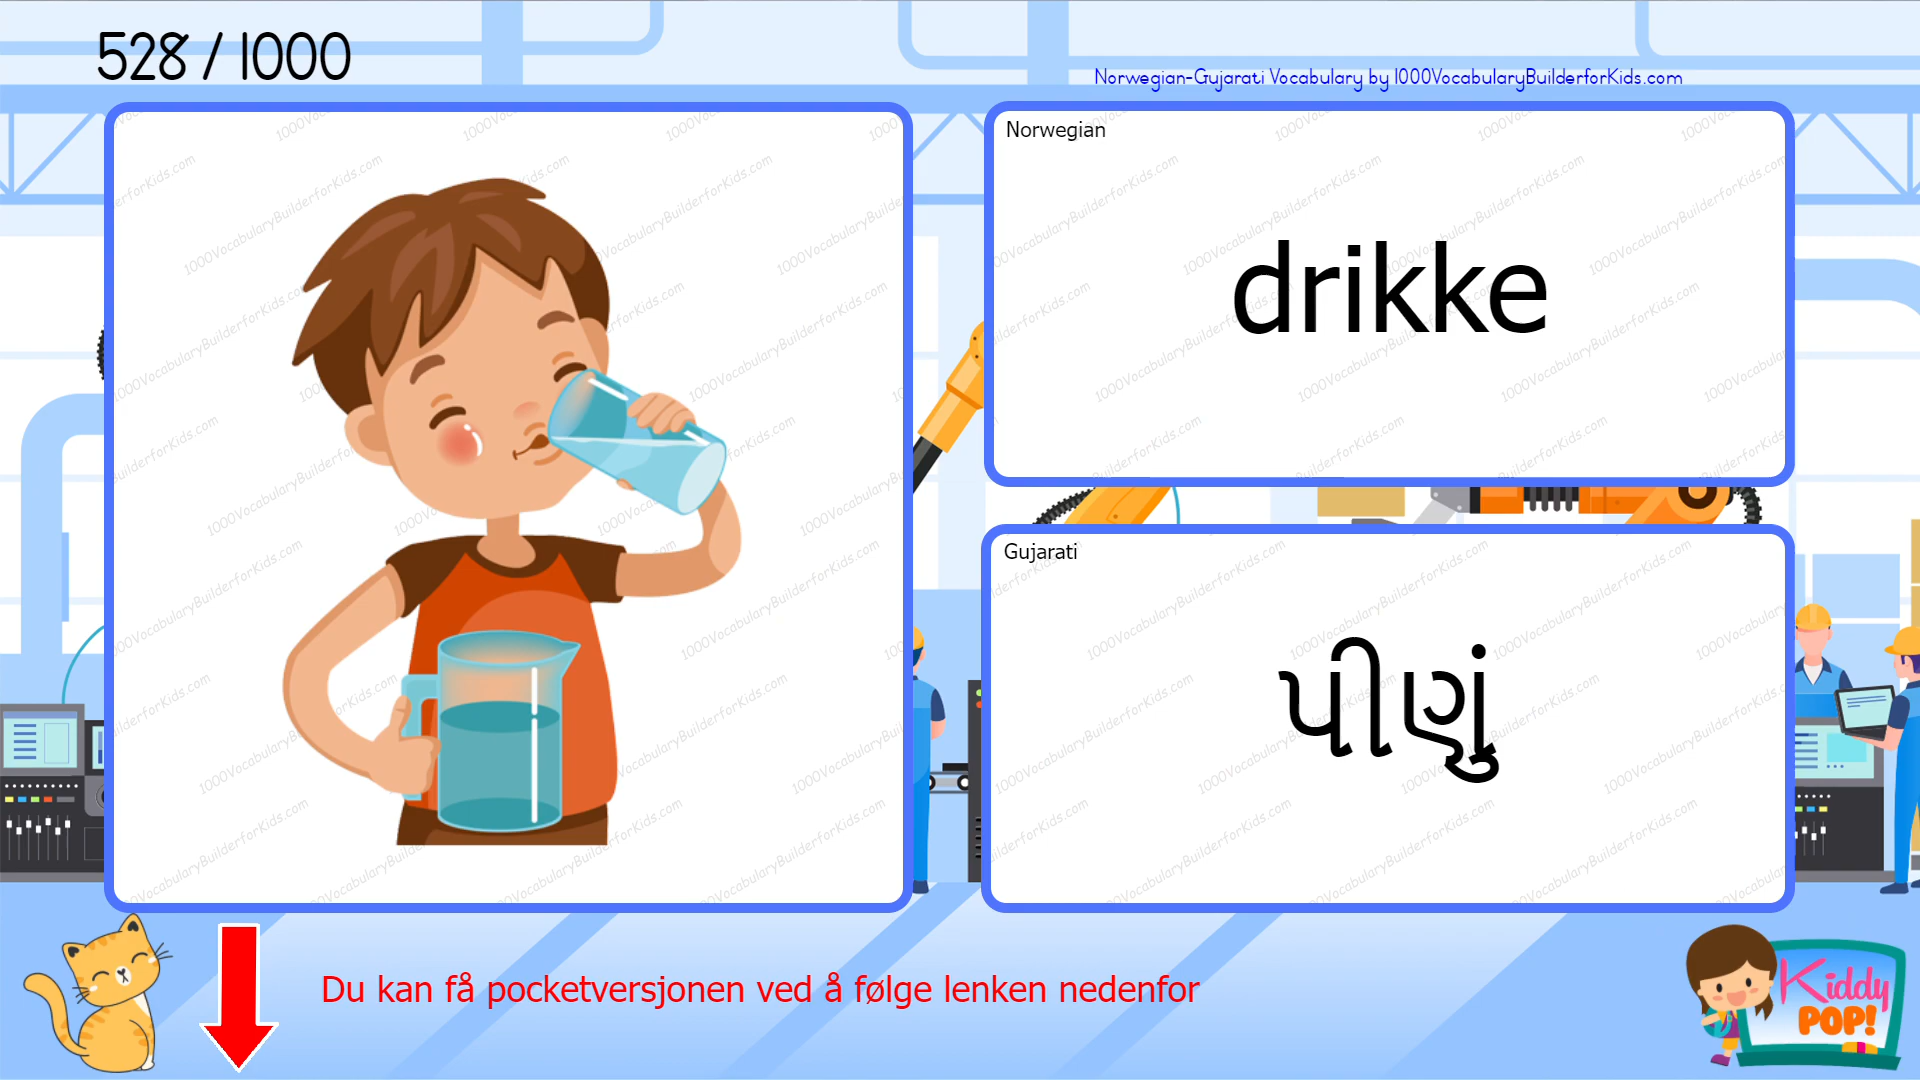 528 / 1000
Norwegian-Gujarati Vocabulary by 1000VocabularyBuilderforKids.com
Norwegian
drikke
Gujarati
પીણું
Du kan få pocketversjonen ved å følge lenken nedenfor
Kiddy
POP!